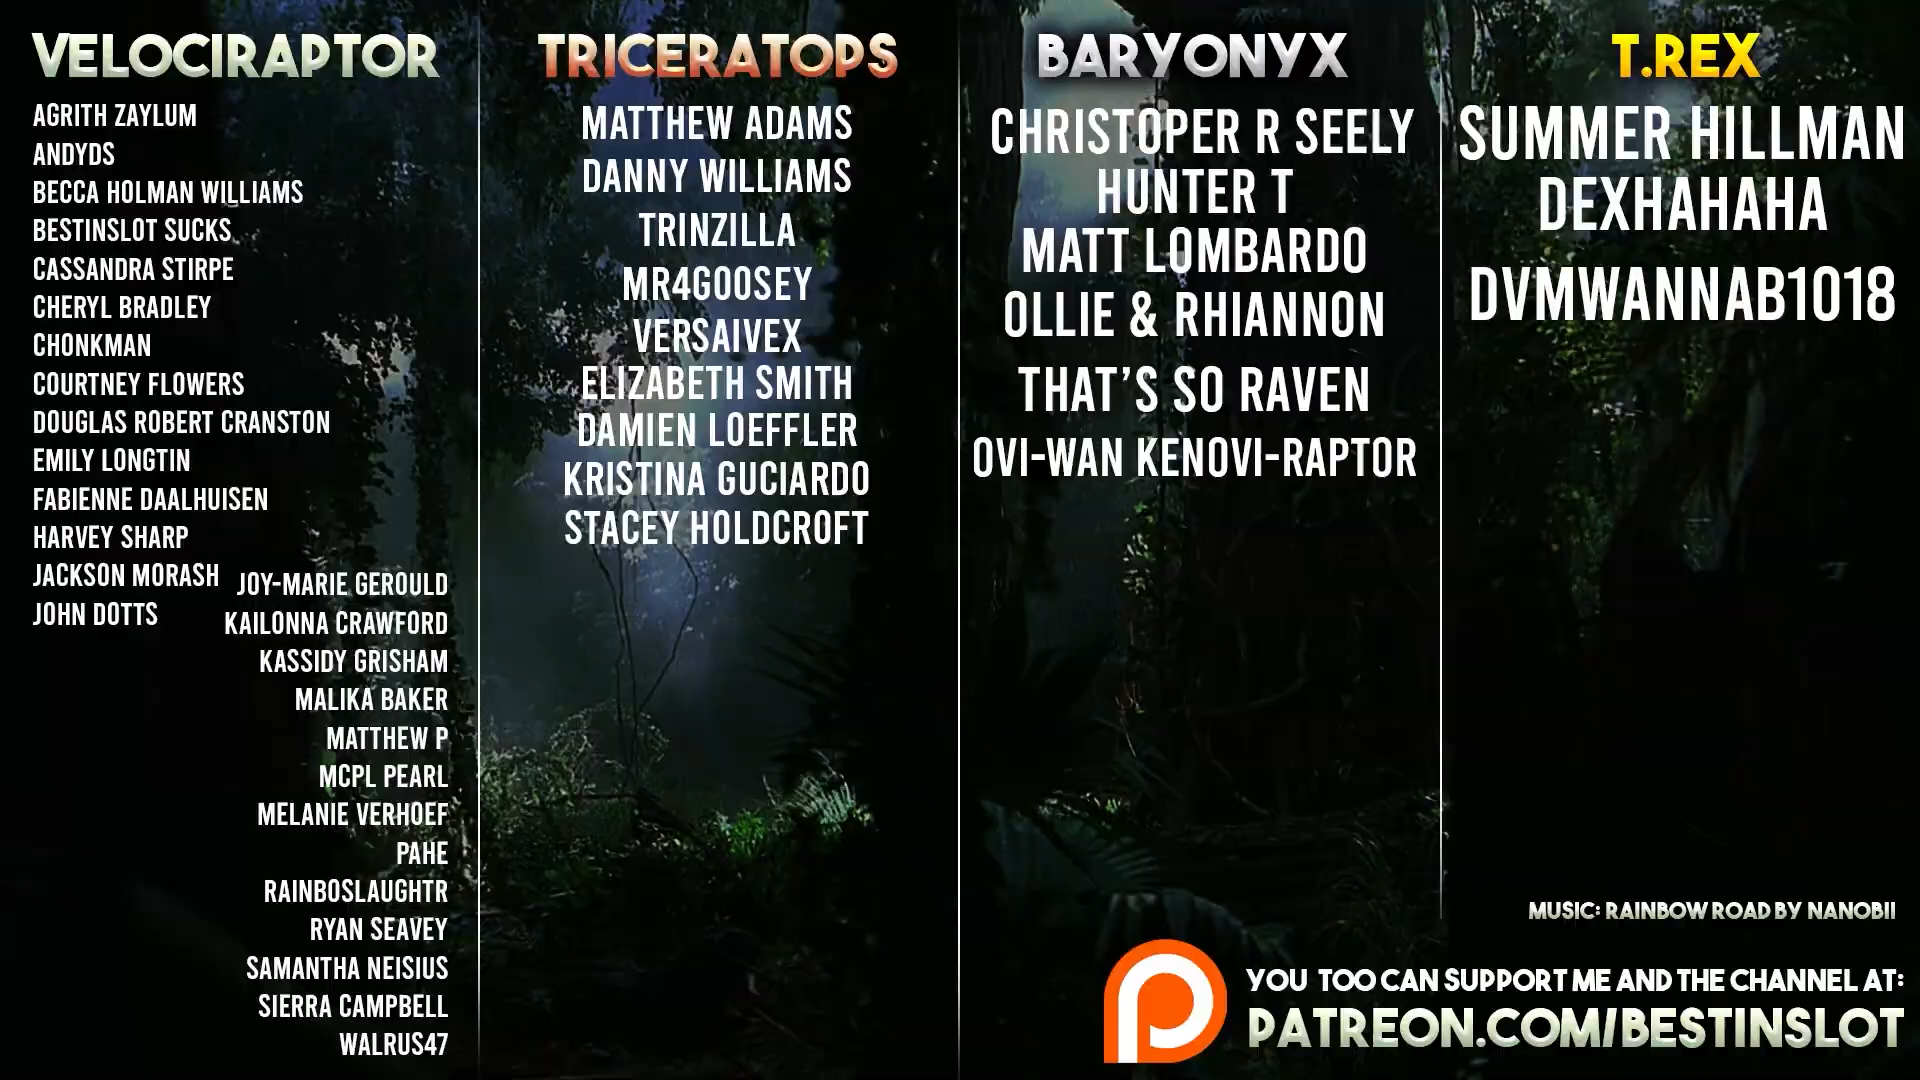 VELOCIRAPTOR
AGRITH ZAYLUM
ANDYDS
BECCA HOLMAN WILLIAMS
BESTINSLOT SUCKS
CASSANDRA STIRPE
CHERYL BRADLEY
CHONKMAN
COURTNEY FLOWERS
DOUGLAS ROBERT CRANSTON
EMILY LONGTIN
FABIENNE DAALHUISEN
HARVEY SHARP
JACKSON MORASH
JOHN DOTTS
JOY-MARIE GEROULD
KAILONNA CRAWFORD
KASSIDY GRISHAM
MALIKA BAKER
MATTHEW P
MCPL PEARL
MELANIE VERHOEF
PAHE
RAINBOSLAUGHTR
RYAN SEAVEY
SAMANTHA NEISIUS
SIERRA CAMPBELL
WALRUS47
TRICERATOPS
MATTHEW ADAMS
DANNY WILLIAMS
TRINZILLA
MR4GOOSEY
VERSAIVEX
ELIZABETH SMITH
DAMIEN LOEFFLER
KRISTINA GUCIARDO
STACEY HOLDCROFT
BARYONYX
CHRISTOPER R SEELY
HUNTER T
MATT LOMBARDO
OLLIE & RHIANNON
THAT'S SO RAVEN
OVI-WAN KENOVI-RAPTOR
T.REX
SUMMER HILLMAN
DEXHAHAHA
DVMWANNAB1018
MUSIC: RAINBOW ROAD BY NANOBII
YOU TOO CAN SUPPORT ME AND THE CHANNEL AT:
PATREON.COM/BESTINSLOT